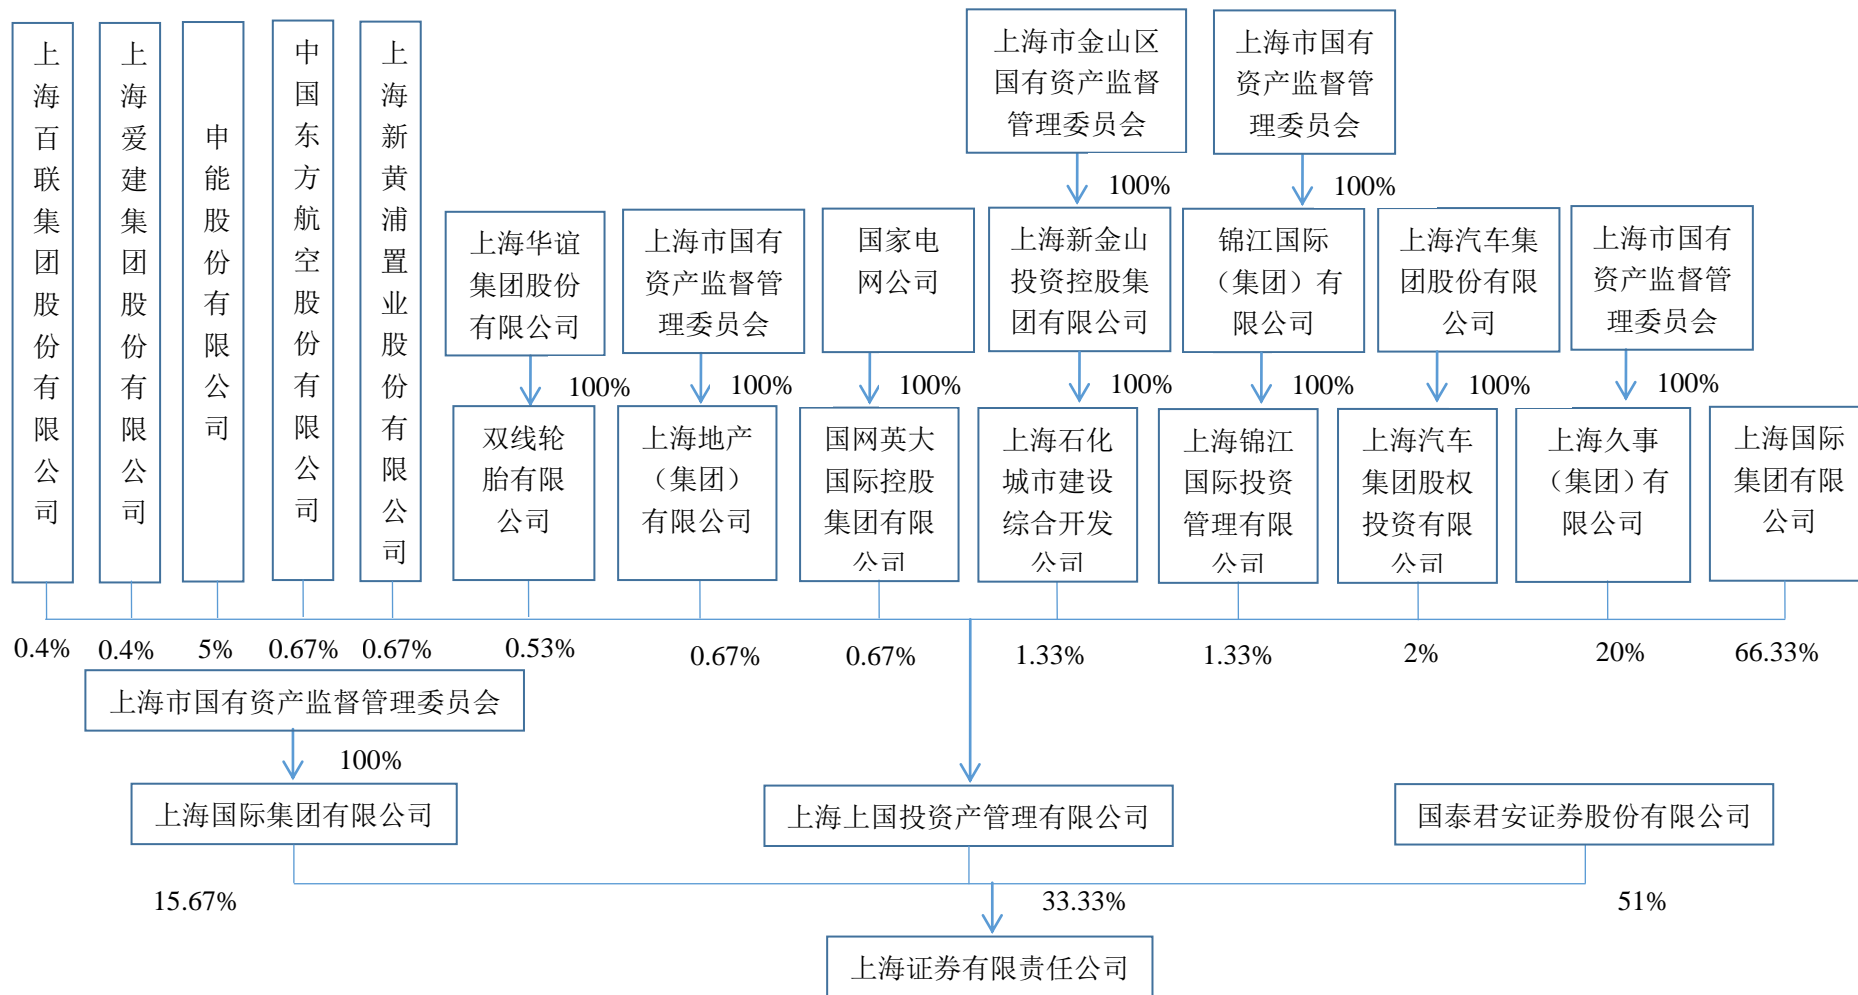 上海百联集团股份有限公司
上海爱建集团股份有限公司
申能股份有限公司
中国东方航空股份有限公司
上海新黄浦置业股份有限公司
上海市金山区
国有资产监督
管理委员会
上海市国有
资产监督管
理委员会
100%
100%
上海华谊
集团股份
有限公司
上海市国有
资产监督管
理委员会
国家电
网公司
上海新金山
投资控股集
团有限公司
锦江国际
（集团）有
限公司
上海汽车集
团股份有限
公司
上海市国有
资产监督管
理委员会
100%
100%
100%
100%
100%
100%
100%
双线轮
胎有限
公司
上海地产
（集团）
有限公司
国网英大
国际控股
集团有限
公司
上海石化
城市建设
综合开发
公司
上海锦江
国际投资
管理有限
公司
上海汽车
集团股权
投资有限
公司
上海久事
（集团）有
限公司
上海国际
集团有限
公司
0.4%
0.4%
5%
0.67%
0.67%
0.53%
0.67%
0.67%
1.33%
1.33%
2%
20%
66.33%
上海市国有资产监督管理委员会
100%
上海国际集团有限公司
上海上国投资产管理有限公司
国泰君安证券股份有限公司
15.67%
33.33%
51%
上海证券有限责任公司